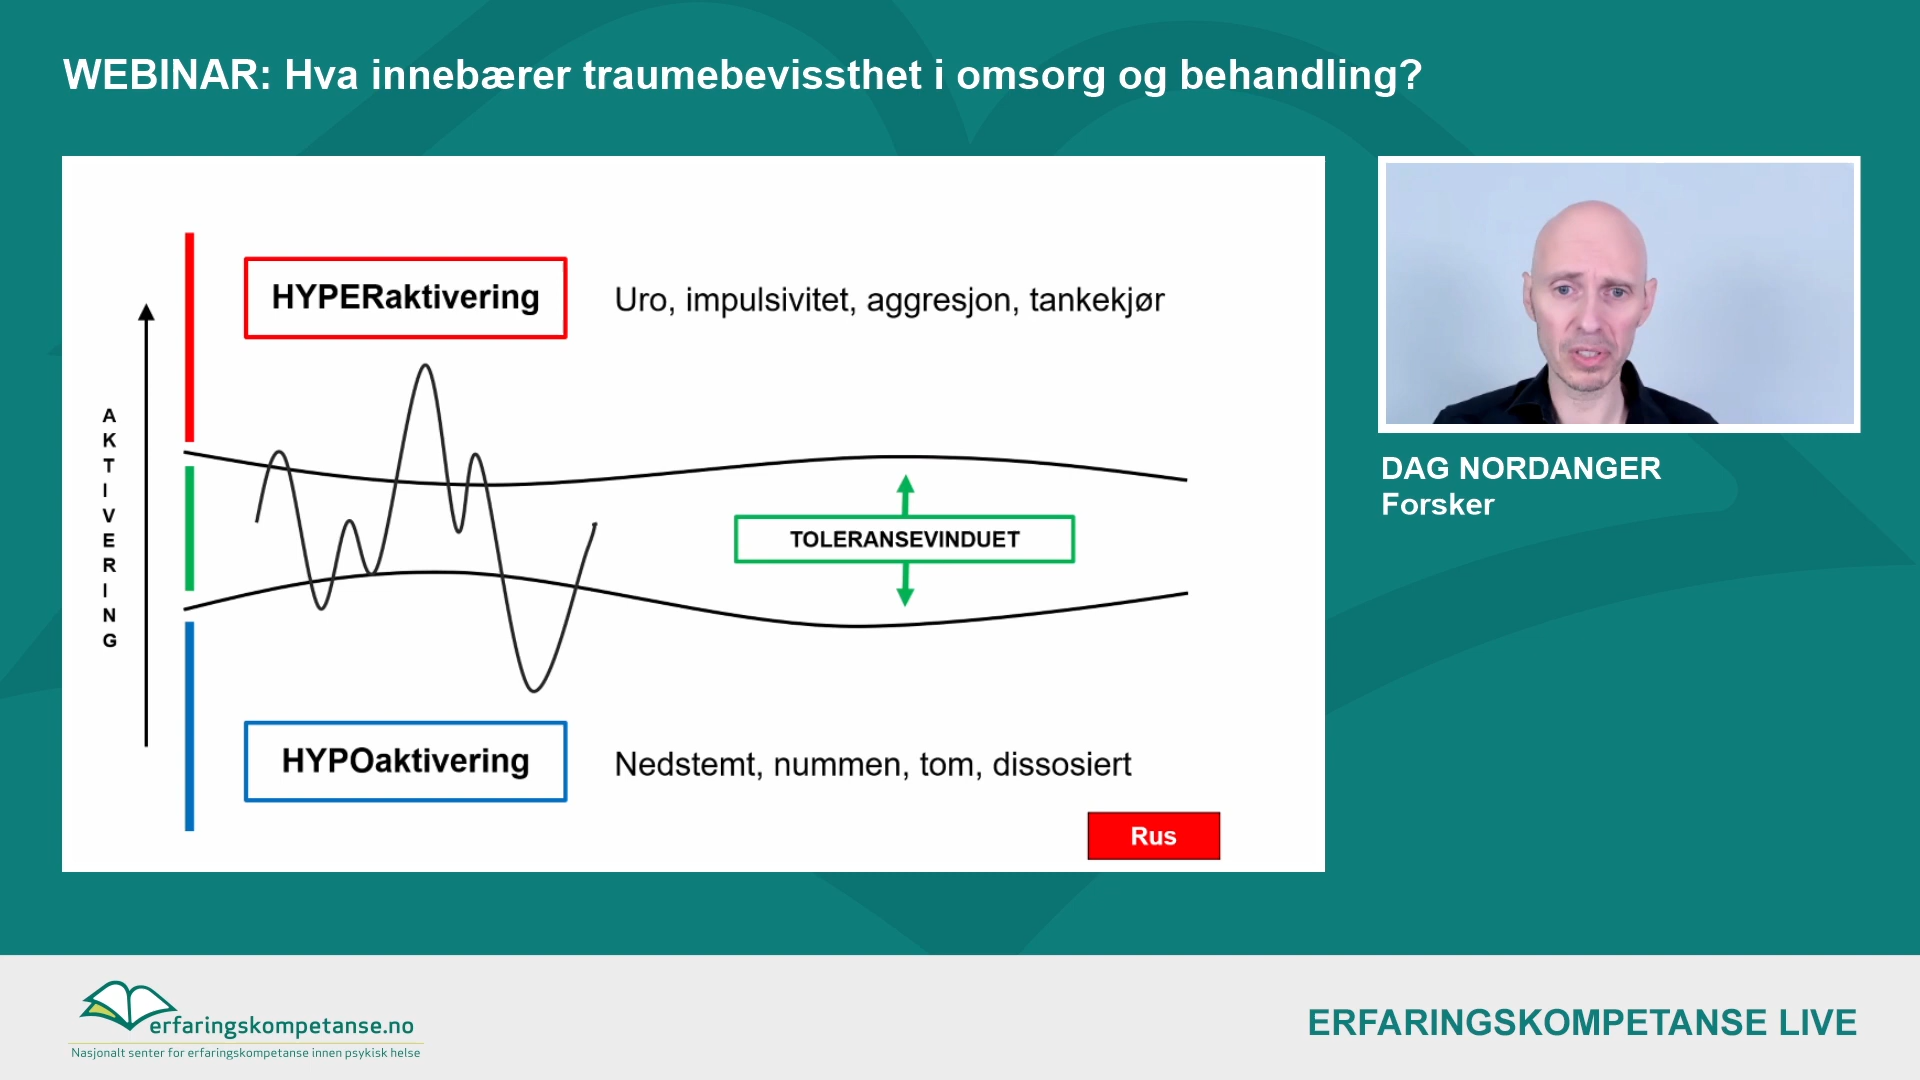 WEBINAR: Hva innebærer traumebevissthet i omsorg og behandling?
HYPERaktivering
Uro, impulsivitet, aggresjon, tankekjør
AKTIVERING
TOLERANSEVINDUET
HYPOaktivering
Nedstemt, nummen, tom, dissosiert
Rus
DAG NORDANGER
Forsker
erfaringskompetanse.no
Nasjonalt senter for erfaringskompetanse innen psykisk helse
ERFARINGSKOMPETANSE LIVE